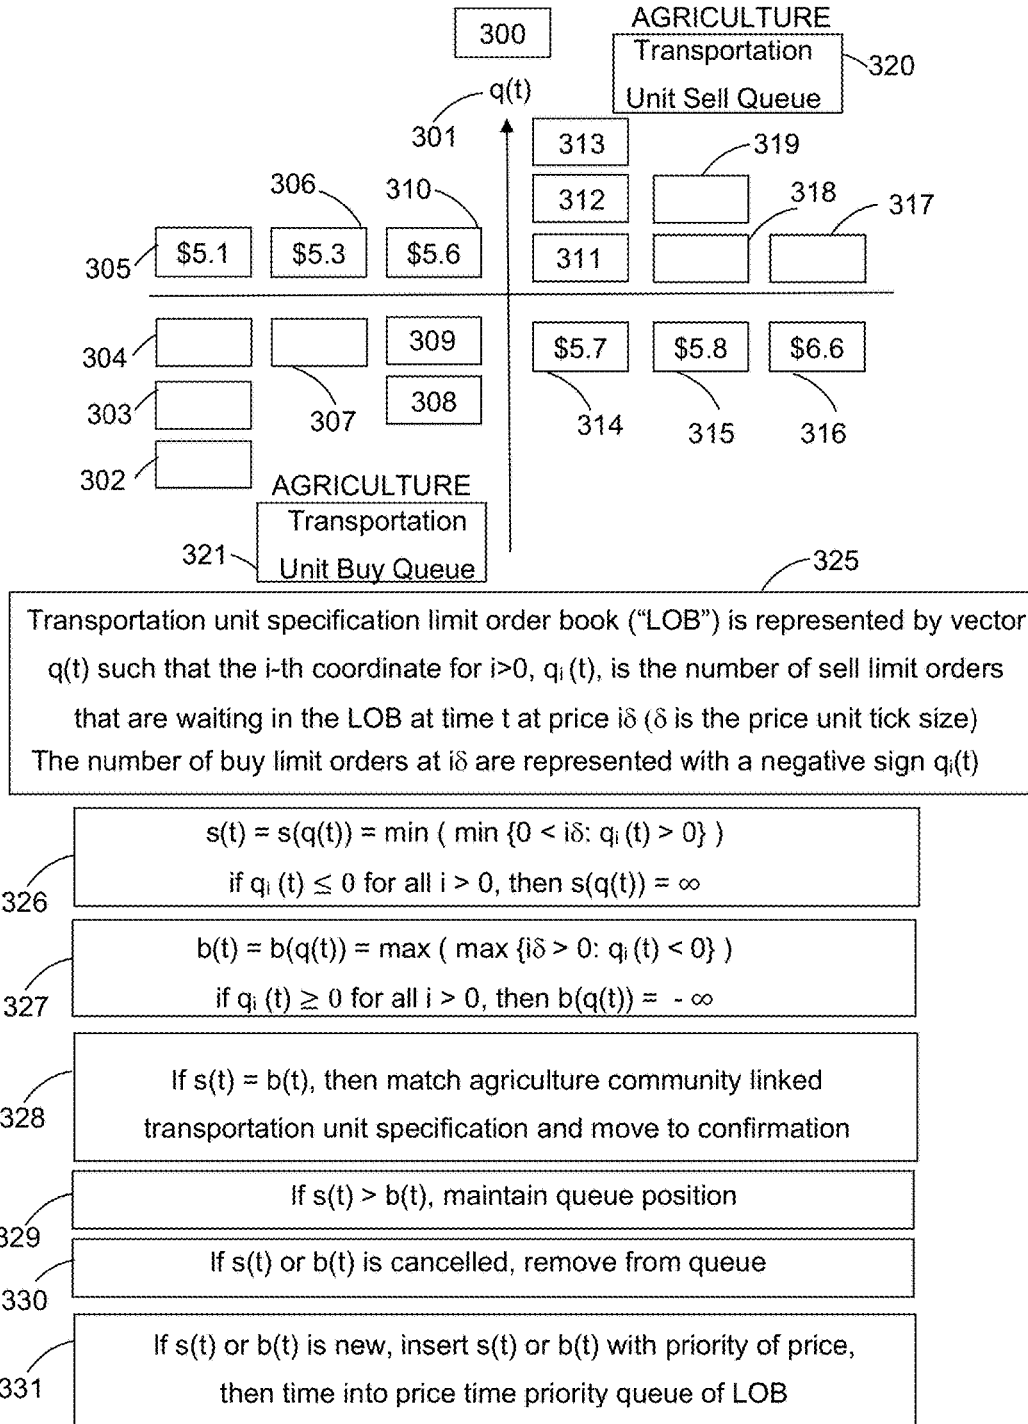 300
AGRICULTURE
Transportation
Unit Sell Queue
320
q(t)
301
313
319
306
310
312
318
317
305
$5.1
$5.3
$5.6
311
304
309
$5.7
$5.8
$6.6
303
307
308
314
315
316
302
AGRICULTURE
Transportation
Unit Buy Queue
321
325
Transportation unit specification limit order book (“LOB”) is represented by vector
q(t) such that the i-th coordinate for i>0, qᵢ (t), is the number of sell limit orders
that are waiting in the LOB at time t at price iδ (δ is the price unit tick size)
The number of buy limit orders at iδ are represented with a negative sign qᵢ(t)
s(t) = s(q(t)) = min ( min {0 < iδ: qᵢ (t) > 0} )
if qᵢ (t) ≤ 0 for all i > 0, then s(q(t)) = ∞
326
b(t) = b(q(t)) = max ( max {iδ > 0: qᵢ (t) < 0} )
if qᵢ (t) ≥ 0 for all i > 0, then b(q(t)) = - ∞
327
If s(t) = b(t), then match agriculture community linked
transportation unit specification and move to confirmation
328
If s(t) > b(t), maintain queue position
329
If s(t) or b(t) is cancelled, remove from queue
330
If s(t) or b(t) is new, insert s(t) or b(t) with priority of price,
then time into price time priority queue of LOB
331